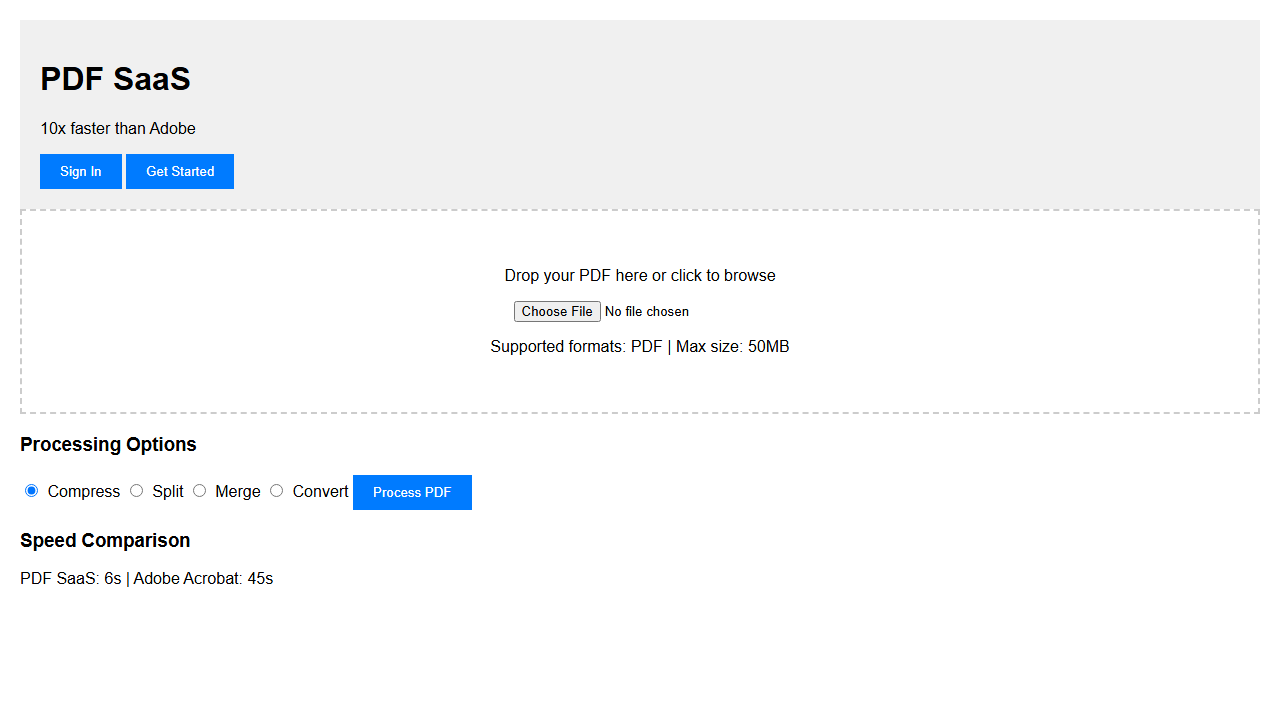 PDF SaaS
10x faster than Adobe
Sign In Get Started
Drop your PDF here or click to browse
Choose File No file chosen
Supported formats: PDF | Max size: 50MB
Processing Options
Compress Split Merge Convert Process PDF
Speed Comparison
PDF SaaS: 6s | Adobe Acrobat: 45s